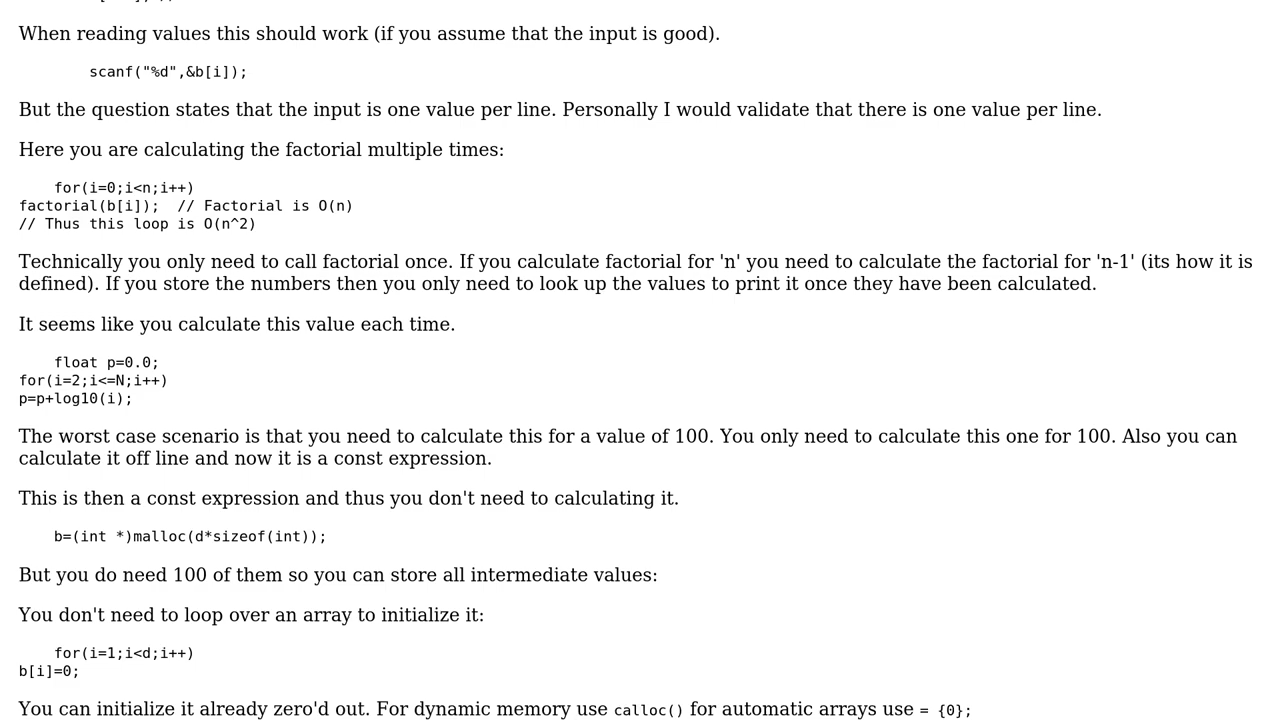 When reading values this should work (if you assume that the input is good).
scanf("%d",&b[i]);
But the question states that the input is one value per line. Personally I would validate that there is one value per line.
Here you are calculating the factorial multiple times:
for(i=0;i<n;i++)
factorial(b[i]);  // Factorial is O(n)
// Thus this loop is O(n^2)
Technically you only need to call factorial once. If you calculate factorial for 'n' you need to calculate the factorial for 'n-1' (its how it is
defined). If you store the numbers then you only need to look up the values to print it once they have been calculated.
It seems like you calculate this value each time.
float p=0.0;
for(i=2;i<=N;i++)
p=p+log10(i);
The worst case scenario is that you need to calculate this for a value of 100. You only need to calculate this one for 100. Also you can
calculate it off line and now it is a const expression.
This is then a const expression and thus you don't need to calculating it.
b=(int *)malloc(d*sizeof(int));
But you do need 100 of them so you can store all intermediate values:
You don't need to loop over an array to initialize it:
for(i=1;i<d;i++)
b[i]=0;
You can initialize it already zero'd out. For dynamic memory use calloc() for automatic arrays use = {0};